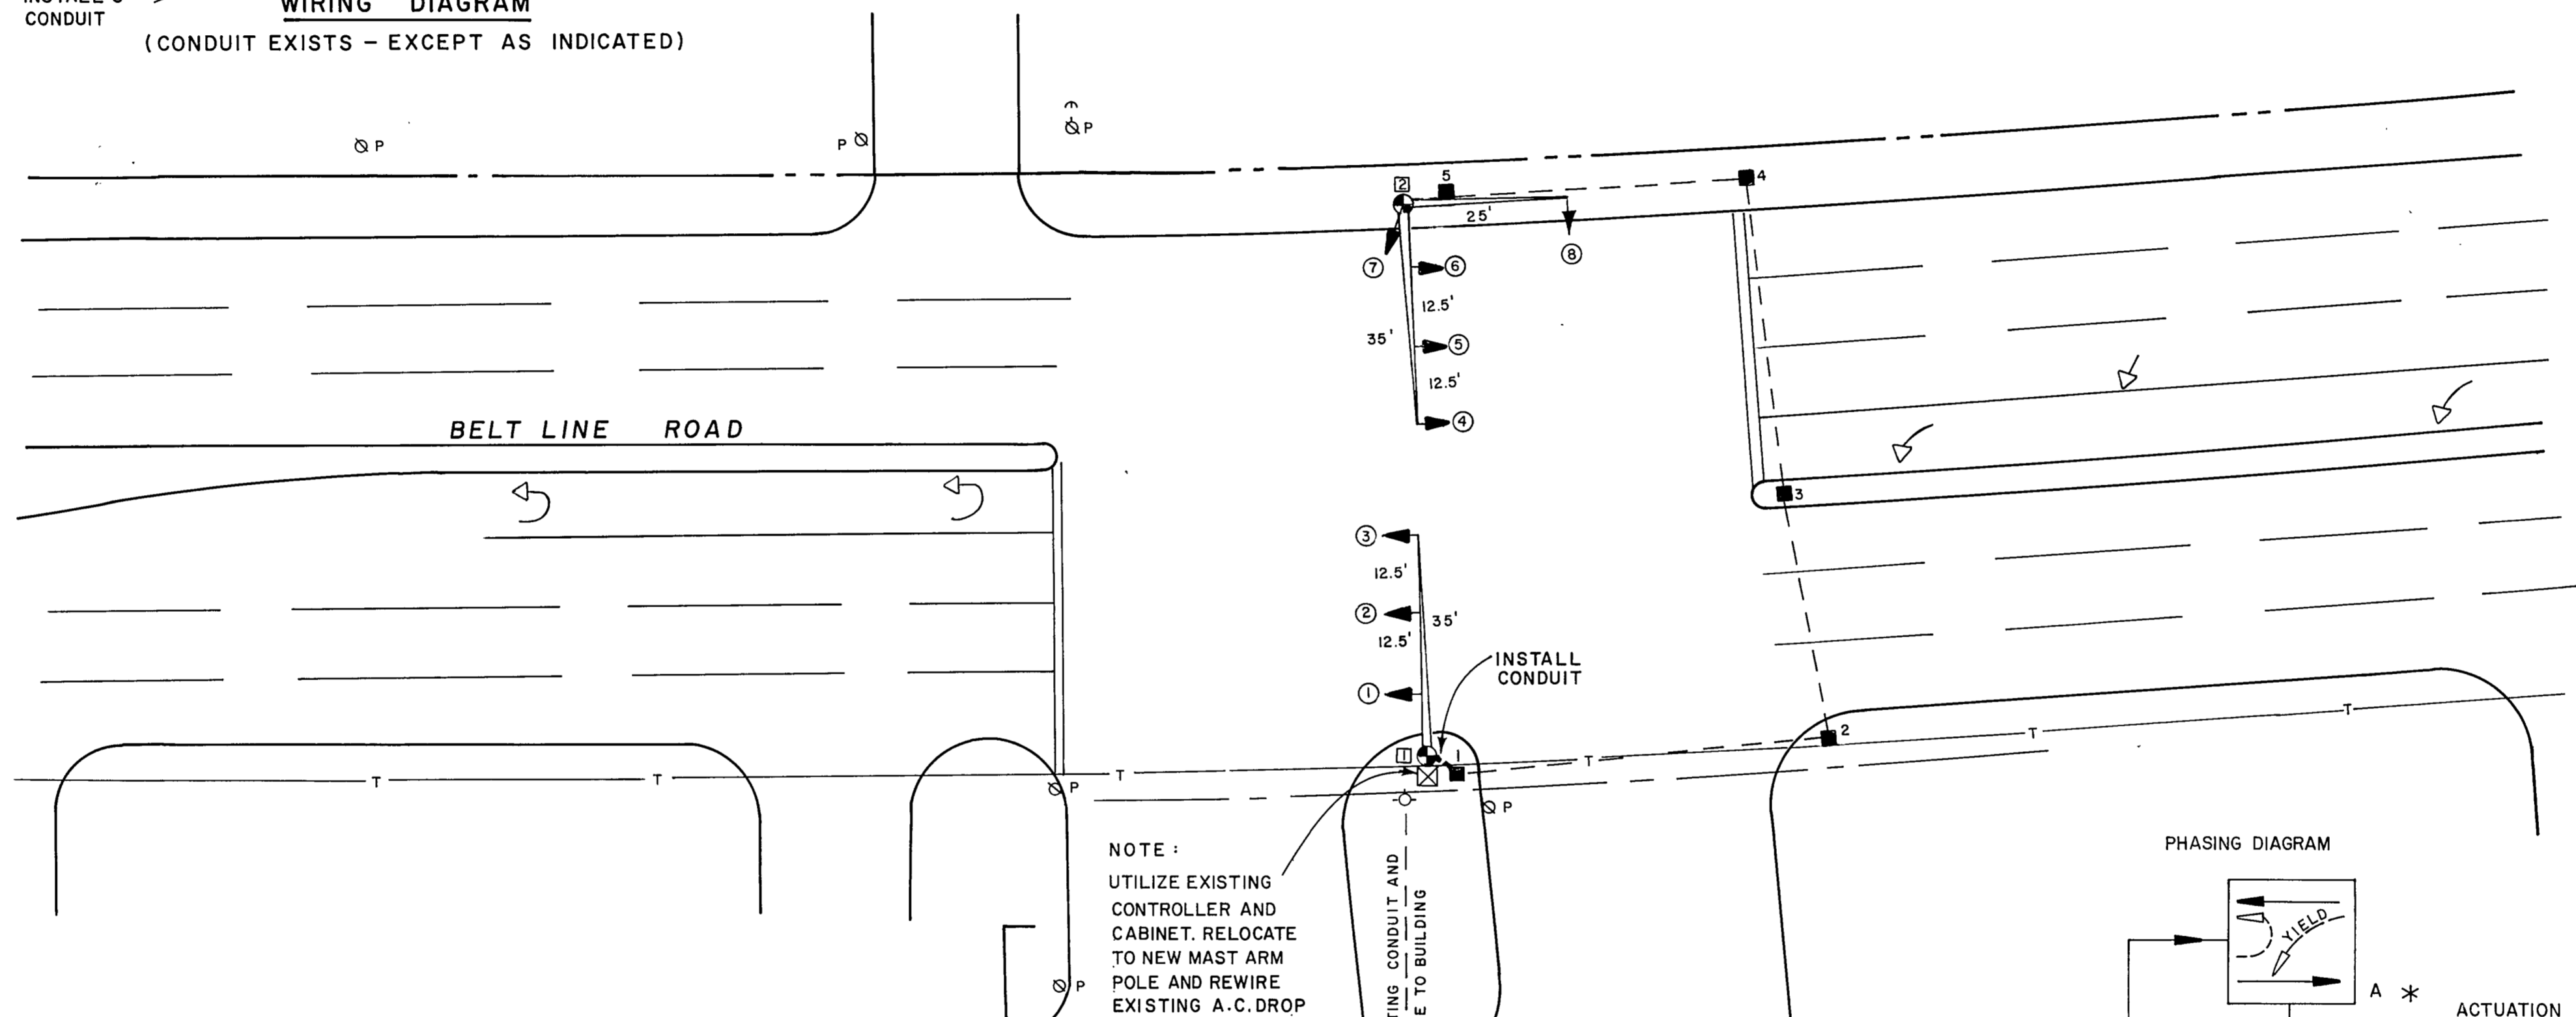 CONDUIT
WIRING DIAGRAM
(CONDUIT EXISTS - EXCEPT AS INDICATED)
P
P
P
2
5
4
25'
7
6
8
12.5'
35'
5
12.5'
4
BELT LINE ROAD
3
3
12.5'
2
35'
12.5'
INSTALL
CONDUIT
1
1
1
2
T
T
T
T
T
T
P
P
P
NOTE :
UTILIZE EXISTING
CONTROLLER AND
CABINET. RELOCATE
TO NEW MAST ARM
POLE AND REWIRE
EXISTING A.C. DROP
CONDUIT AND
TO BUILDING
PHASING DIAGRAM
YIELD
A *
ACTUATION